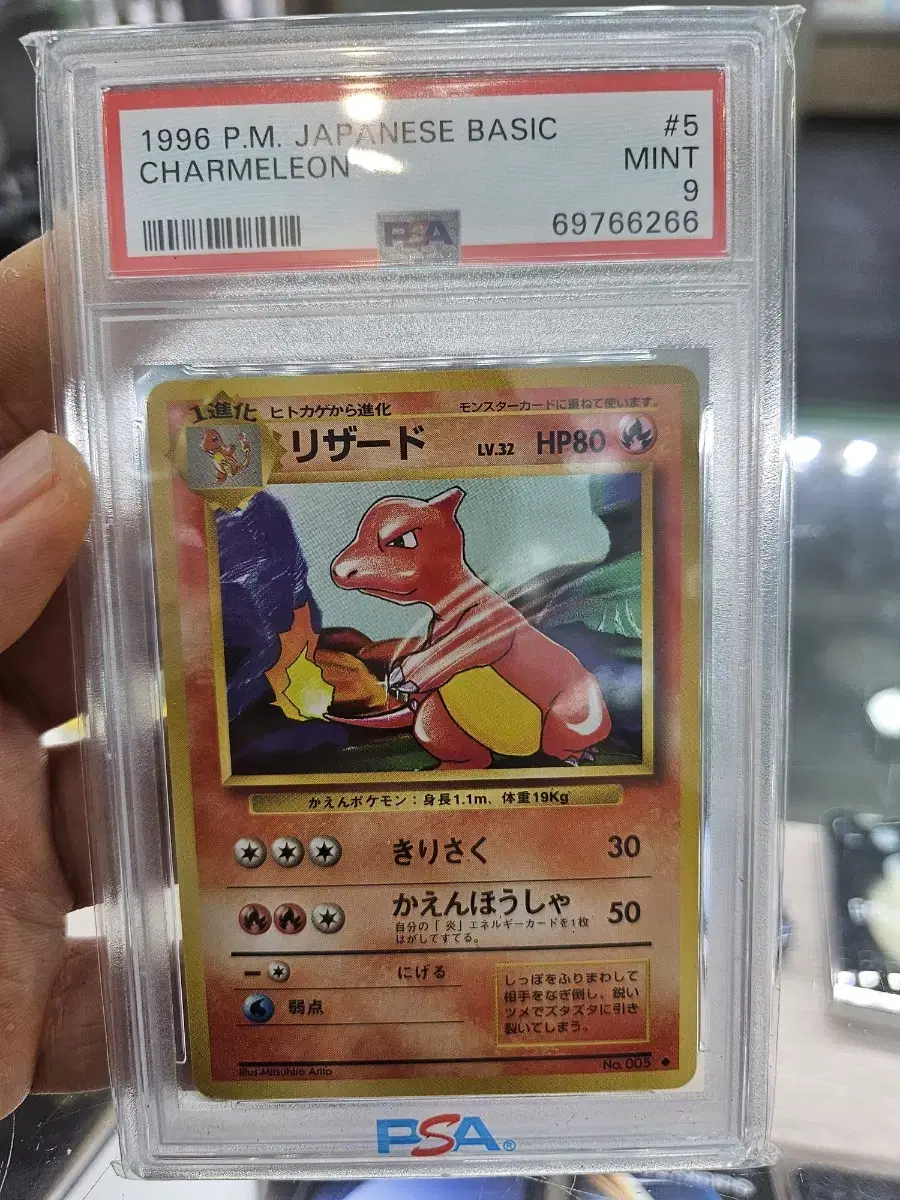 1996 P.M. JAPANESE BASIC #5
CHARMELEON MINT
9
69766266
PSA
1進化 ヒトカゲから進化 モンスターカードに重ねて使います。
リザード LV.32 HP80
かえんポケモン：身長1.1m、体重19Kg
きりさく 30
かえんほうしゃ 50
自分の「炎」エネルギーカードを1枚
はがしてすてる。
にげる
弱点
しっぽをふりまわして
相手をなぎ倒し、鋭い
ツメでズタズタに引き
裂いてしまう。
Illus.Mitsuhiro Arita No. 005
PSA®